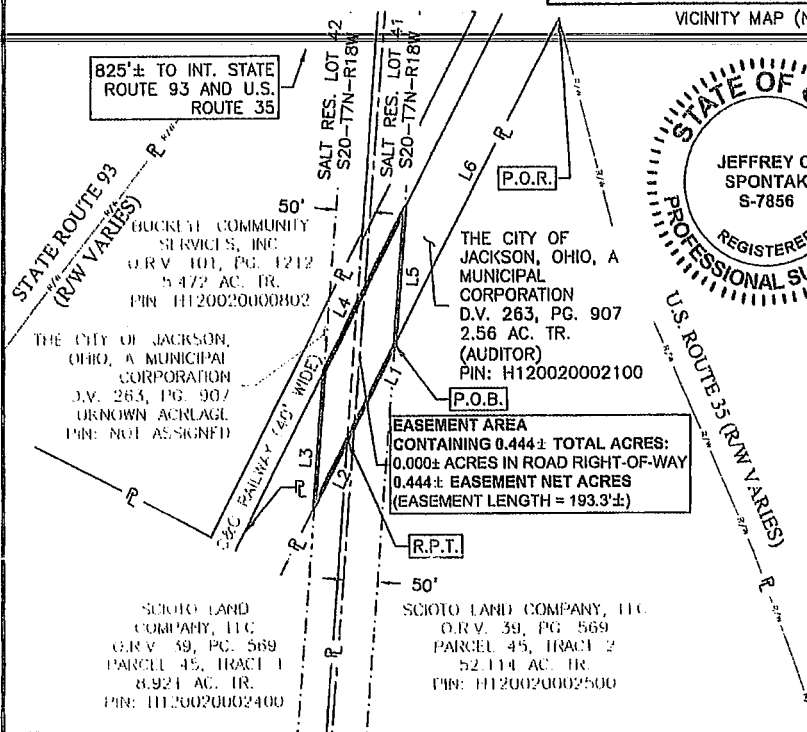 VICINITY MAP (N
825'± TO INT. STATE
ROUTE 93 AND U.S.
ROUTE 35
SALT RES. LOT 42
S20-T7N-R18W
SALT RES. LOT 41
S20-T7N-R18W
STATE OF
JEFFREY
SPONTAK
S-7856
REGISTERED
PROFESSIONAL SU
STATE ROUTE 93
(R/W VARIES)
50'
BUCKEYE COMMUNITY
SERVICES, INC
O.R.V. 101, PG. 1212
5.472 AC. TR.
PIN: H120020000802
P.O.R.
L6
THE CITY OF
JACKSON, OHIO, A
MUNICIPAL
CORPORATION
D.V. 263, PG. 907
2.56 AC. TR.
(AUDITOR)
PIN: H120020002100
L5
L4
THE CITY OF JACKSON,
OHIO, A MUNICIPAL
CORPORATION
D.V. 263, PG. 907
UNKNOWN ACREAGE
PIN: NOT ASSIGNED
U.S. ROUTE 35 (R/W VARIES)
L1
P.O.B.
EASEMENT AREA
CONTAINING 0.444± TOTAL ACRES:
0.000± ACRES IN ROAD RIGHT-OF-WAY
0.444± EASEMENT NET ACRES
(EASEMENT LENGTH = 193.3'±)
RAILWAY (40' WIDE)
L3
L2
R.P.T.
50'
SCIOTO LAND
COMPANY, LLC
O.R.V. 39, PG. 569
PARCEL 45, TRACT 1
8.921 AC. TR.
PIN: H120020002400
SCIOTO LAND COMPANY, LLC
O.R.V. 39, PG 569
PARCEL 45, TRACT 2
52.114 AC. TR.
PIN: H120020002500